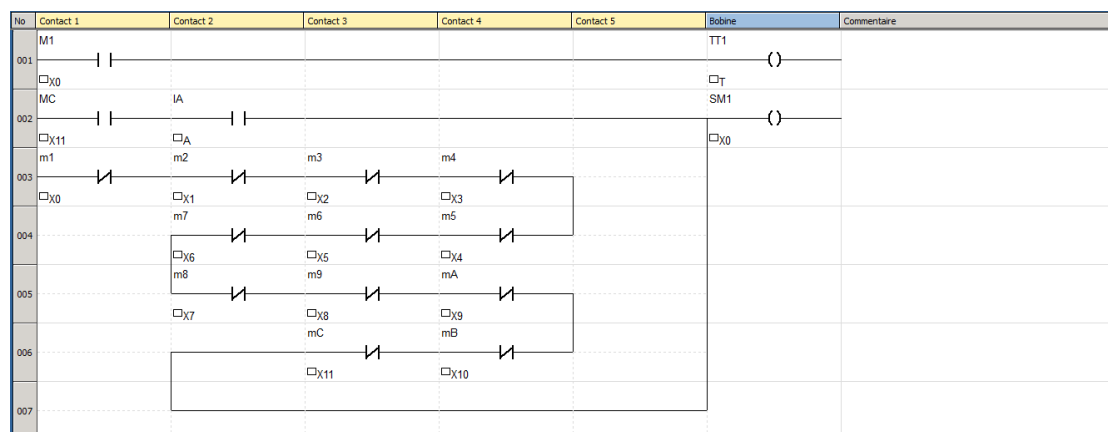 No Contact 1 Contact 2 Contact 3 Contact 4 Contact 5 Bobine Commentaire
M1 TT1
001
X0 T
MC IA SM1
002
X11 A X0
m1 m2 m3 m4
003
X0 X1 X2 X3
m7 m6 m5
004
X6 X5 X4
m8 m9 mA
005
X7 X8 X9
mC mB
006
X11 X10
007